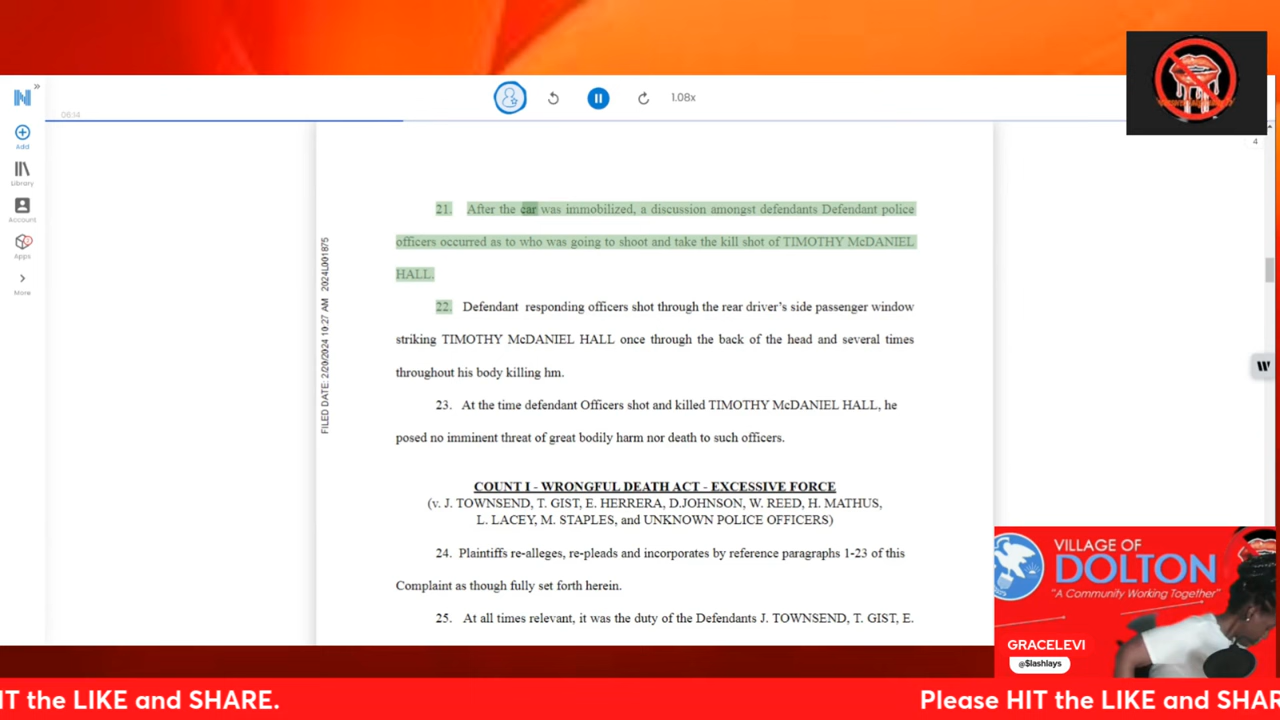 06:14
1.08x
N
»
Add
Library
Account
Apps
More
4
W
FILED DATE: 2/20/2024 10:27 AM 2024L001875
21. After the car was immobilized, a discussion amongst defendants Defendant police
officers occurred as to who was going to shoot and take the kill shot of TIMOTHY McDANIEL
HALL.
22. Defendant responding officers shot through the rear driver's side passenger window
striking TIMOTHY McDANIEL HALL once through the back of the head and several times
throughout his body killing hm.
23. At the time defendant Officers shot and killed TIMOTHY McDANIEL HALL, he
posed no imminent threat of great bodily harm nor death to such officers.
COUNT I - WRONGFUL DEATH ACT - EXCESSIVE FORCE
(v. J. TOWNSEND, T. GIST, E. HERRERA, D.JOHNSON, W. REED, H. MATHUS,
L. LACEY, M. STAPLES, and UNKNOWN POLICE OFFICERS)
24. Plaintiffs re-alleges, re-pleads and incorporates by reference paragraphs 1-23 of this
Complaint as though fully set forth herein.
25. At all times relevant, it was the duty of the Defendants J. TOWNSEND, T. GIST, E.
VILLAGE OF
DOLTON
"A Community Working Together"
GRACELEVI
@$lashlays
IT the LIKE and SHARE.
Please HIT the LIKE and SHAR